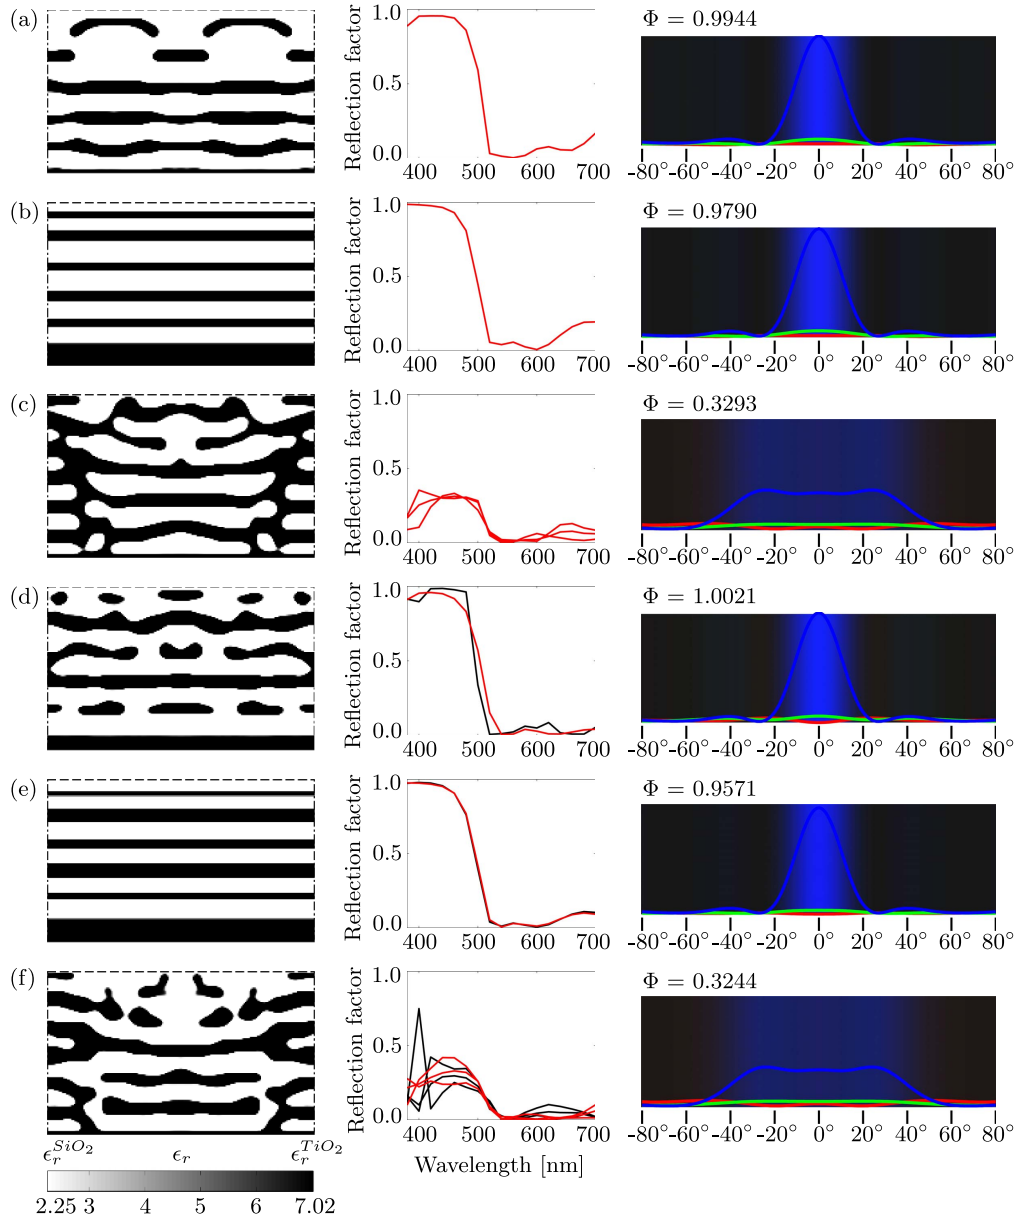 (a)
Reflection factor
1.0
0.5
0.0
400 500 600 700
Φ = 0.9944
-80° -60° -40° -20° 0° 20° 40° 60° 80°
(b)
Reflection factor
1.0
0.5
0.0
400 500 600 700
Φ = 0.9790
-80° -60° -40° -20° 0° 20° 40° 60° 80°
(c)
Reflection factor
1.0
0.5
0.0
400 500 600 700
Φ = 0.3293
-80° -60° -40° -20° 0° 20° 40° 60° 80°
(d)
Reflection factor
1.0
0.5
0.0
400 500 600 700
Φ = 1.0021
-80° -60° -40° -20° 0° 20° 40° 60° 80°
(e)
Reflection factor
1.0
0.5
0.0
400 500 600 700
Φ = 0.9571
-80° -60° -40° -20° 0° 20° 40° 60° 80°
(f)
Reflection factor
1.0
0.5
0.0
400 500 600 700
Wavelength [nm]
Φ = 0.3244
-80° -60° -40° -20° 0° 20° 40° 60° 80°
ϵ_r^{SiO_2} ϵ_r ϵ_r^{TiO_2}
2.25 3 4 5 6 7.02